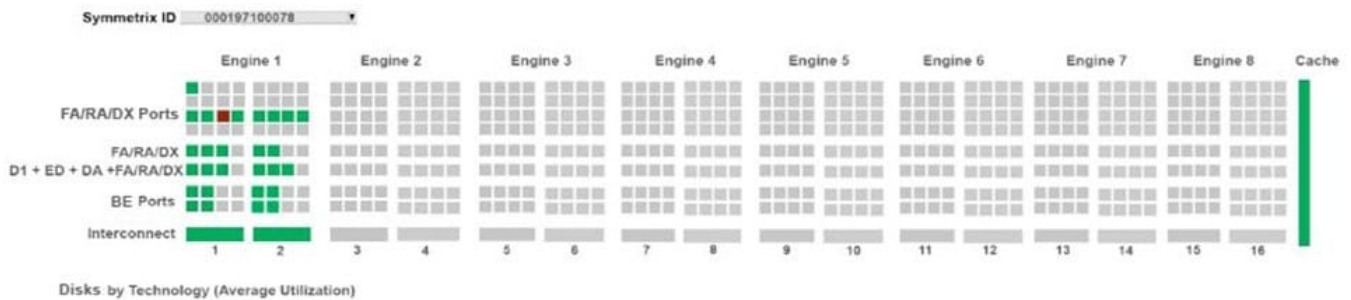 Symmetrix ID 000197100078
Engine 1 Engine 2 Engine 3 Engine 4 Engine 5 Engine 6 Engine 7 Engine 8 Cache
FA/RA/DX Ports
FA/RA/DX
D1 + ED + DA +FA/RA/DX
BE Ports
Interconnect
1 2 3 4 5 6 7 8 9 10 11 12 13 14 15 16
Disks by Technology (Average Utilization)